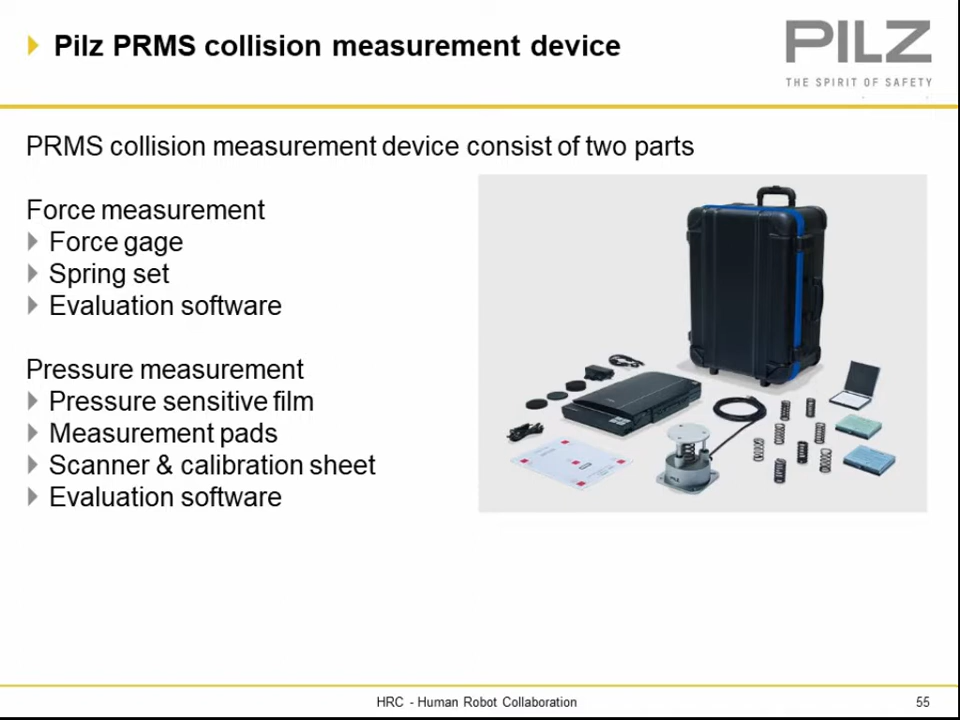 Pilz PRMS collision measurement device
PILZ
THE SPIRIT OF SAFETY
PRMS collision measurement device consist of two parts
Force measurement
Force gage
Spring set
Evaluation software
Pressure measurement
Pressure sensitive film
Measurement pads
Scanner & calibration sheet
Evaluation software
PILZ
HRC - Human Robot Collaboration
55